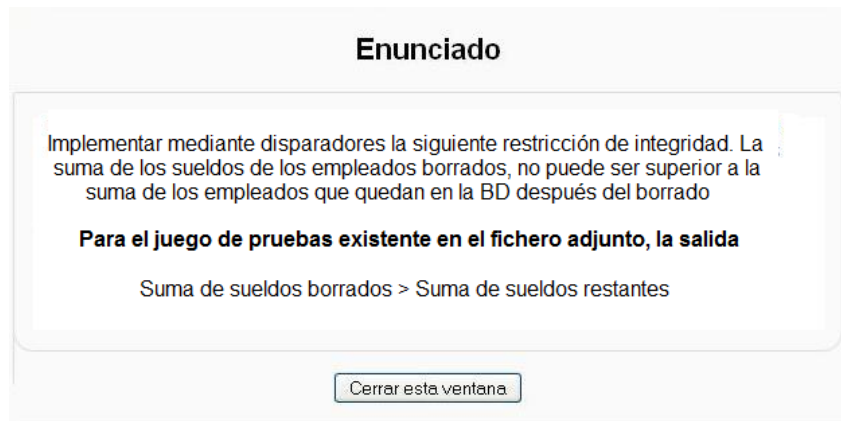 Enunciado
Implementar mediante disparadores la siguiente restricción de integridad. La
suma de los sueldos de los empleados borrados, no puede ser superior a la
suma de los empleados que quedan en la BD después del borrado
Para el juego de pruebas existente en el fichero adjunto, la salida
Suma de sueldos borrados > Suma de sueldos restantes
Cerrar esta ventana